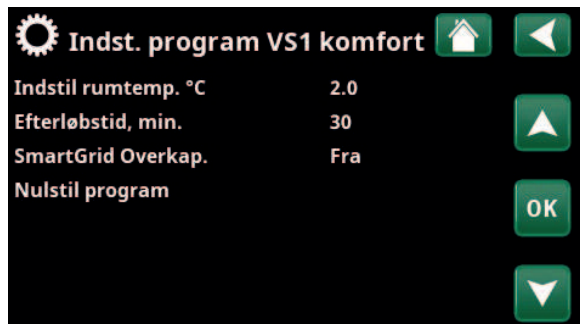 Indst. program VS1 komfort
Indstil rumtemp. °C 2.0
Efterløbstid, min. 30
SmartGrid Overkap. Fra
Nulstil program
OK